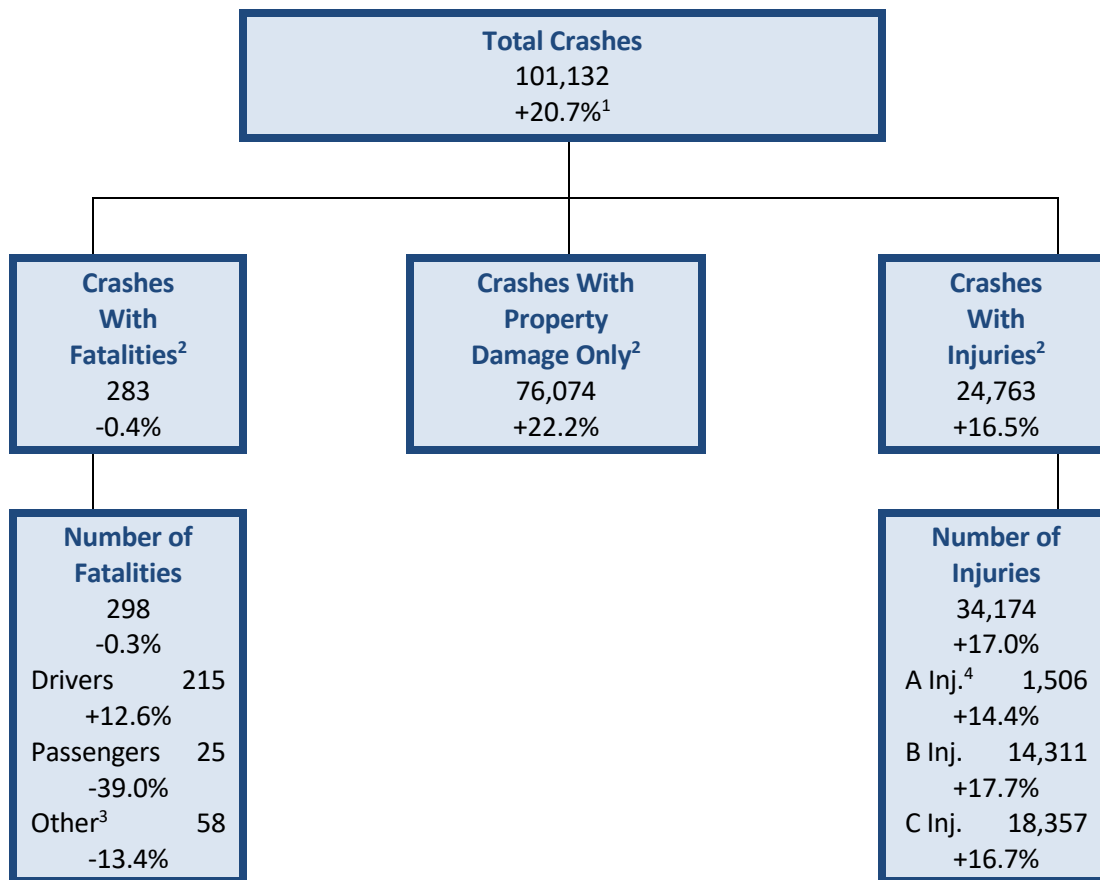 Total Crashes
101,132
+20.7%¹
Crashes
With
Fatalities²
283
-0.4%
Crashes With
Property
Damage Only²
76,074
+22.2%
Crashes
With
Injuries²
24,763
+16.5%
Number of
Fatalities
298
-0.3%
Drivers 215
+12.6%
Passengers 25
-39.0%
Other³ 58
-13.4%
Number of
Injuries
34,174
+17.0%
A Inj.⁴ 1,506
+14.4%
B Inj. 14,311
+17.7%
C Inj. 18,357
+16.7%